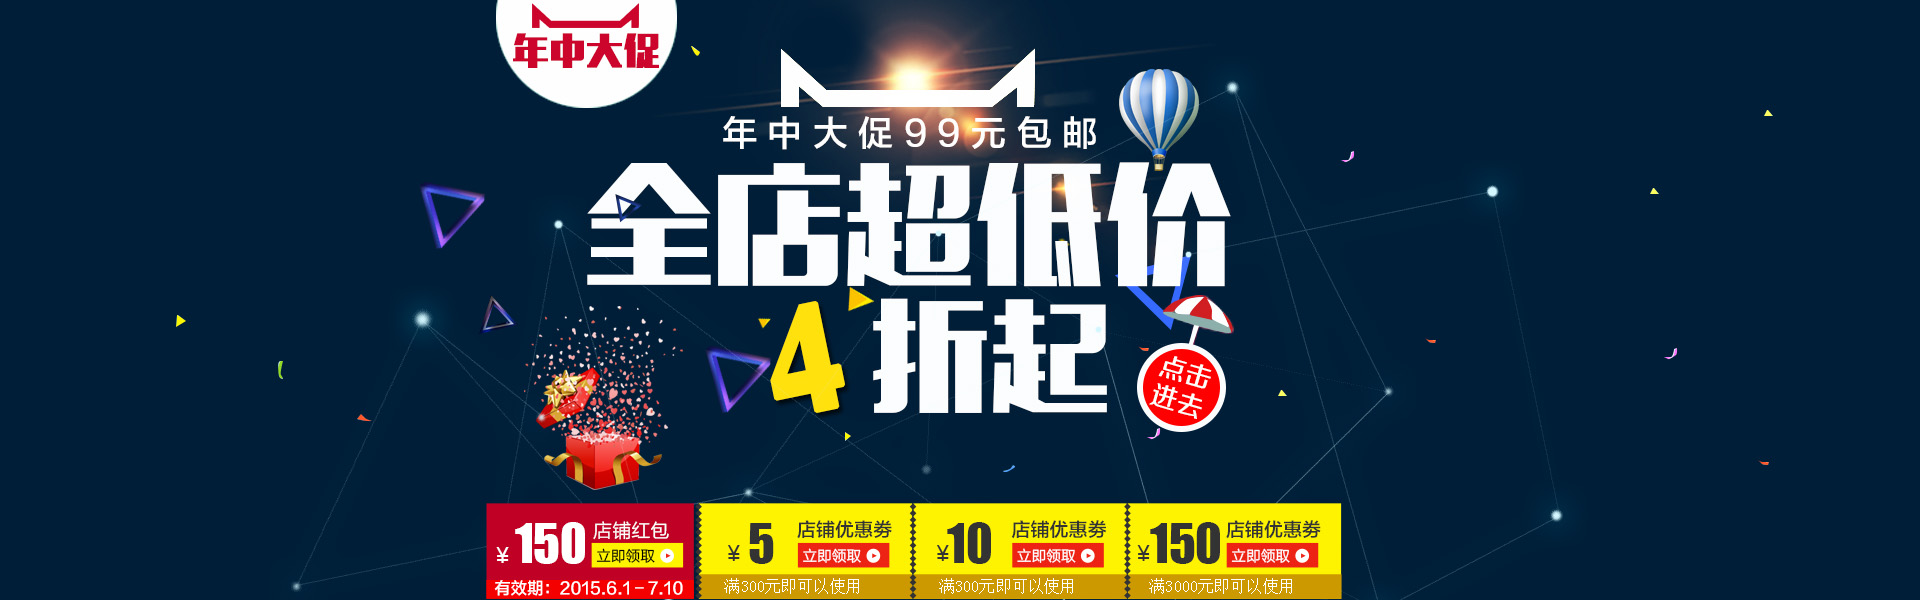 年中大促
年中大促99元包邮
全店超低价
4折起
点击
进去
¥150 店铺红包
立即领取
有效期：2015.6.1-7.10
¥5 店铺优惠券
立即领取
满300元即可以使用
¥10 店铺优惠券
立即领取
满300元即可以使用
¥150 店铺优惠券
立即领取
满3000元即可以使用